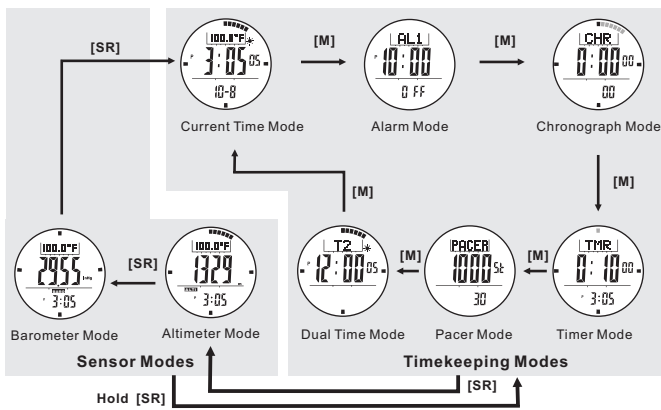 [SR]
100.0°F
P 3:05 05
10-8
Current Time Mode
[M]
AL1
P 10:00
OFF
Alarm Mode
[M]
CHR
0:00 00
00
Chronograph Mode
[M]
[M]
100.0°F
29.55
P 3:05
Barometer Mode
[SR]
100.0°F
1329
P 3:05
Altimeter Mode
T2
P 12:00 05
Dual Time Mode
[M]
PACER
1000 St
30
Pacer Mode
[M]
TMR
0:10 00
P 3:05
Timer Mode
Sensor Modes
Timekeeping Modes
[SR]
Hold [SR]